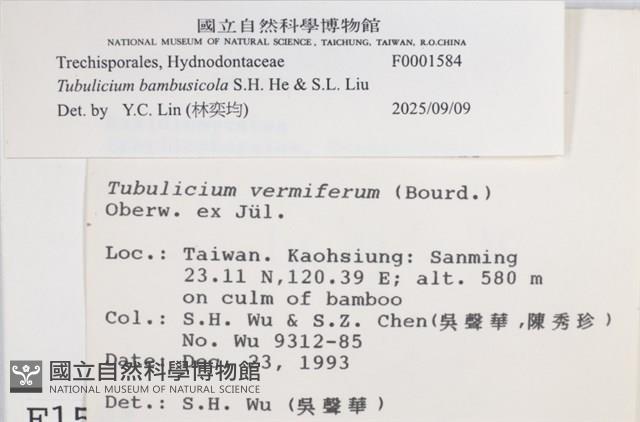 國立自然科學博物館
NATIONAL MUSEUM OF NATURAL SCIENCE, TAICHUNG, TAIWAN, R.O.CHINA
Trechisporales, Hydnodontaceae F0001584
Tubulicium bambusicola S.H. He & S.L. Liu
Det. by Y.C. Lin (林奕均) 2025/09/09
Tubulicium vermiferum (Bourd.)
Oberw. ex Jül.
Loc.: Taiwan. Kaohsiung: Sanming
23.11 N,120.39 E; alt. 580 m
on culm of bamboo
Col.: S.H. Wu & S.Z. Chen(吳聲華,陳秀珍)
No. Wu 9312-85
Date: Dec. 23, 1993
國立自然科學博物館
NATIONAL MUSEUM OF NATURAL SCIENCE
Det.: S.H. Wu (吳聲華)
F15